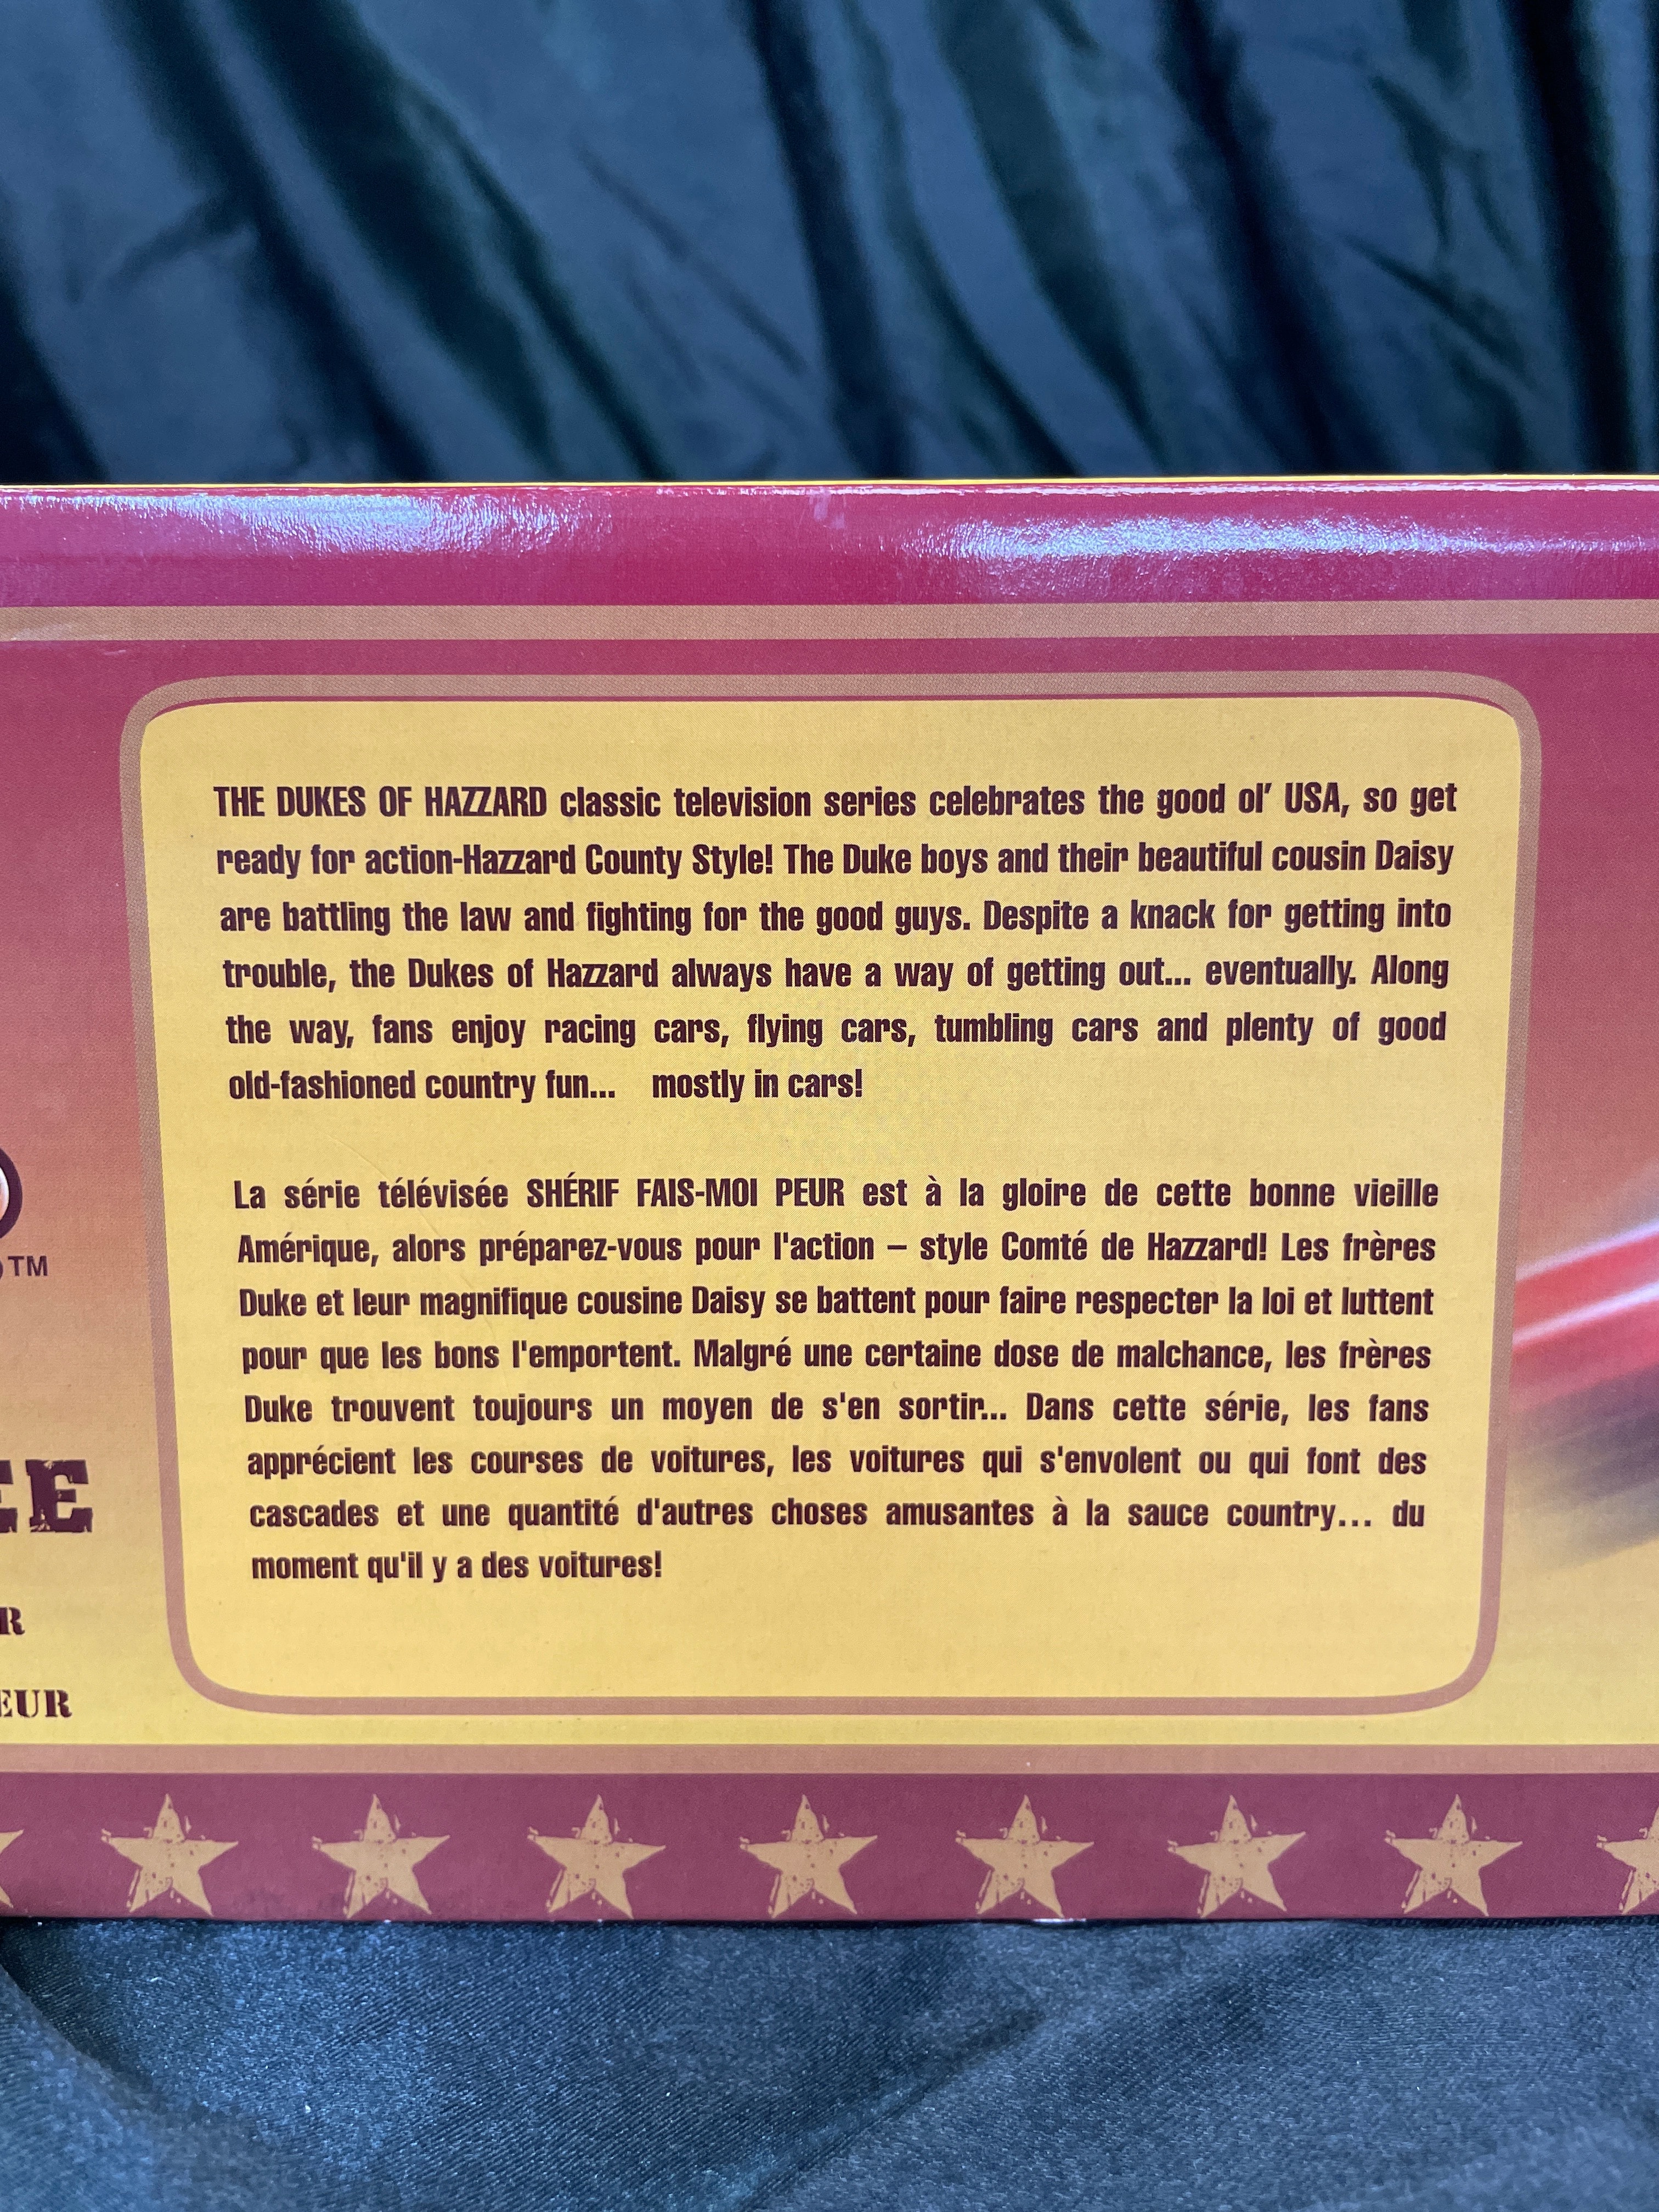 THE DUKES OF HAZZARD classic television series celebrates the good ol' USA, so get
ready for action-Hazzard County Style! The Duke boys and their beautiful cousin Daisy
are battling the law and fighting for the good guys. Despite a knack for getting into
trouble, the Dukes of Hazzard always have a way of getting out... eventually. Along
the way, fans enjoy racing cars, flying cars, tumbling cars and plenty of good
old-fashioned country fun... mostly in cars!
La série télévisée SHÉRIF FAIS-MOI PEUR est à la gloire de cette bonne vieille
Amérique, alors préparez-vous pour l'action – style Comté de Hazzard! Les frères
Duke et leur magnifique cousine Daisy se battent pour faire respecter la loi et luttent
pour que les bons l'emportent. Malgré une certaine dose de malchance, les frères
Duke trouvent toujours un moyen de s'en sortir... Dans cette série, les fans
apprécient les courses de voitures, les voitures qui s'envolent ou qui font des
cascades et une quantité d'autres choses amusantes à la sauce country... du
moment qu'il y a des voitures!
TM
EE
R
EUR